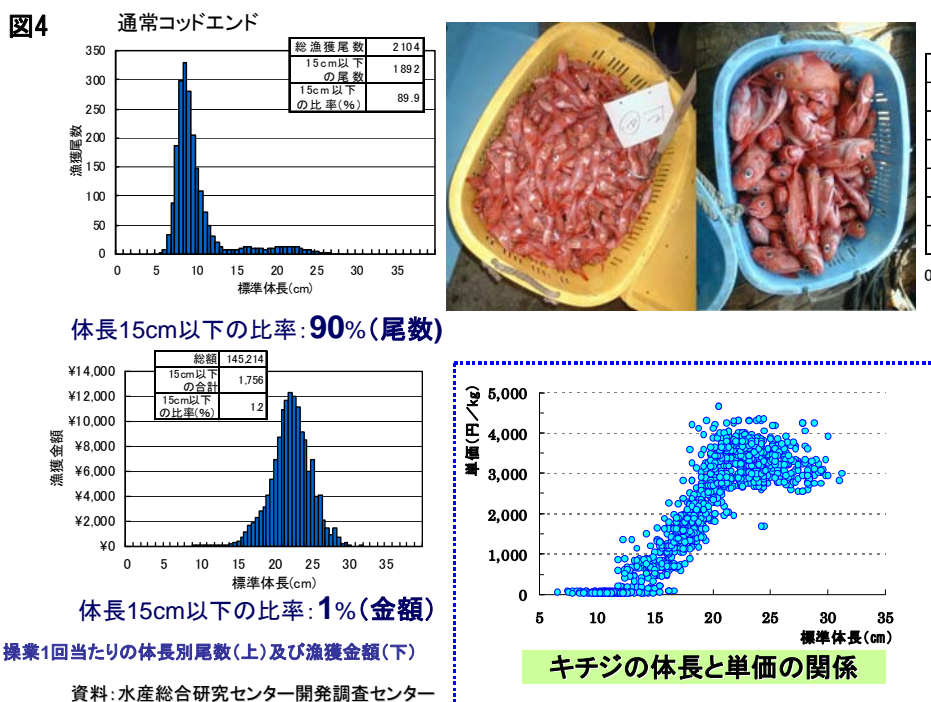 図4
通常コッドエンド
総漁獲尾数 2104
15cm以下の尾数 1892
15cm以下の比率(%) 89.9
漁獲尾数
350
300
250
200
150
100
50
0
0 5 10 15 20 25 30 35
標準体長(cm)
体長15cm以下の比率:90%(尾数)
総額 145,214
15cm以下の合計 1,756
15cm以下の比率(%) 1.2
漁獲金額
¥14,000
¥12,000
¥10,000
¥8,000
¥6,000
¥4,000
¥2,000
¥0
0 5 10 15 20 25 30 35
標準体長(cm)
体長15cm以下の比率:1%(金額)
操業1回当たりの体長別尾数(上)及び漁獲金額(下)
資料:水産総合研究センター開発調査センター
0
単価(円/kg)
5,000
4,000
3,000
2,000
1,000
0
5 10 15 20 25 30 35
標準体長(cm)
キチジの体長と単価の関係